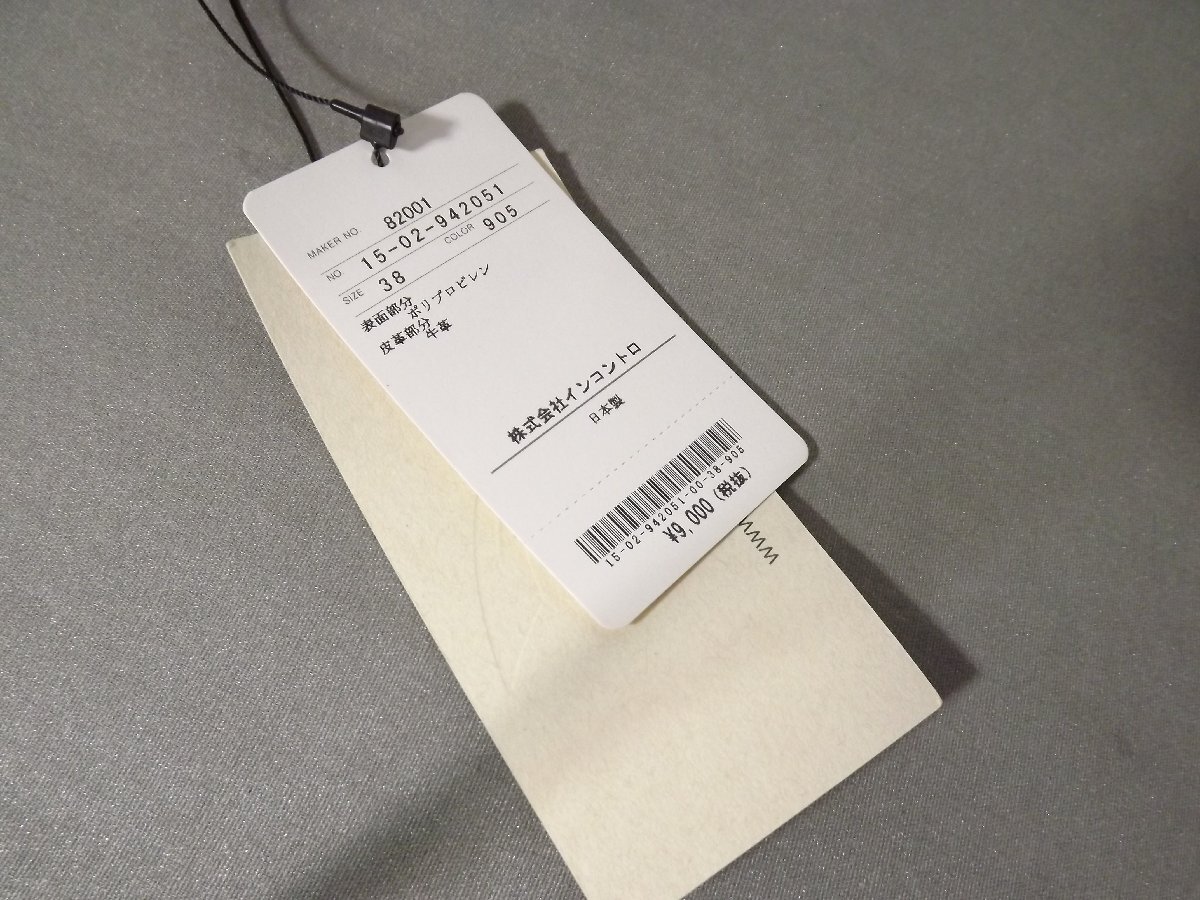 MAKER NO. 82001
NO 15-02-942051
SIZE 38 COLOR 905
表面部分
ポリプロピレン
皮革部分
牛革
株式会社インコントロ
日本製
15-02-942051-00-38-905
¥9,000(税抜)